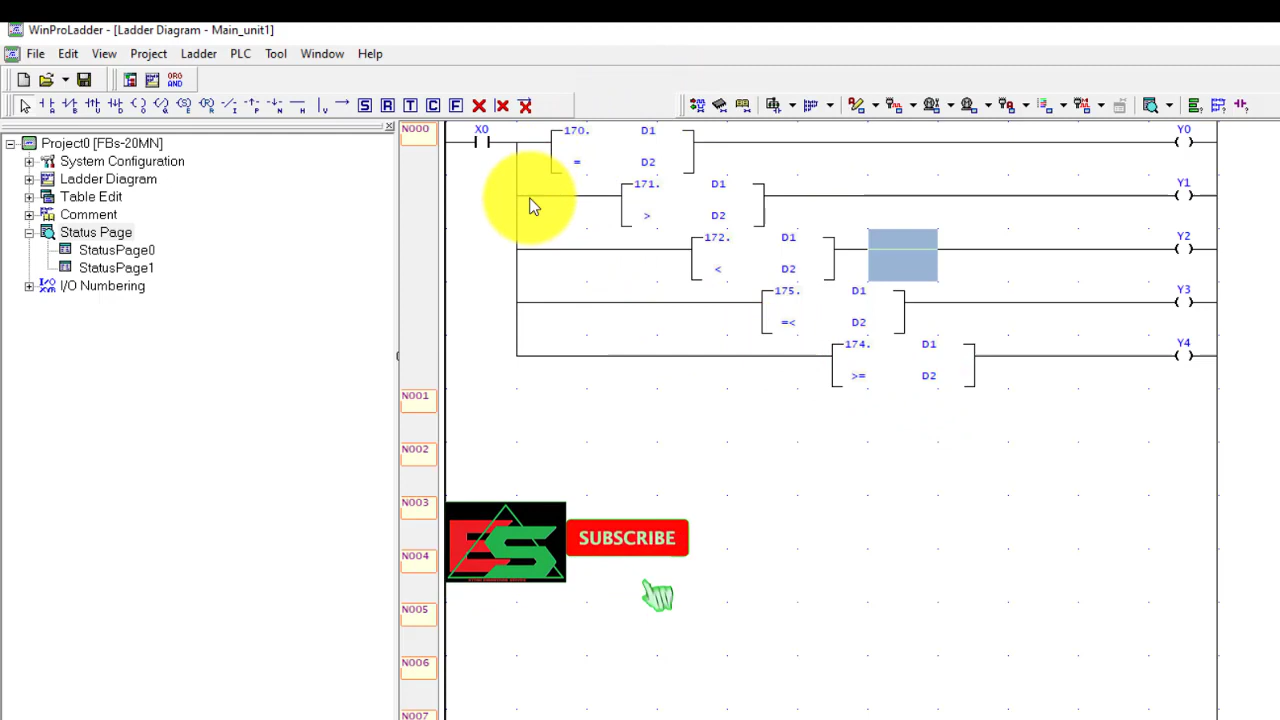 WinProLadder - [Ladder Diagram - Main_unit1]
File Edit View Project Ladder PLC Tool Window Help
ORG
AND
S R T C F
Project0 [FBs-20MN]
System Configuration
Ladder Diagram
Table Edit
Comment
Status Page
StatusPage0
StatusPage1
I/O Numbering
N000 X0 170. D1 Y0
= D2
171. D1 Y1
> D2
172. D1 Y2
< D2
175. D1 Y3
=< D2
174. D1 Y4
>= D2
N001
N002
N003
ES SUBSCRIBE
N004
N005
N006
N007